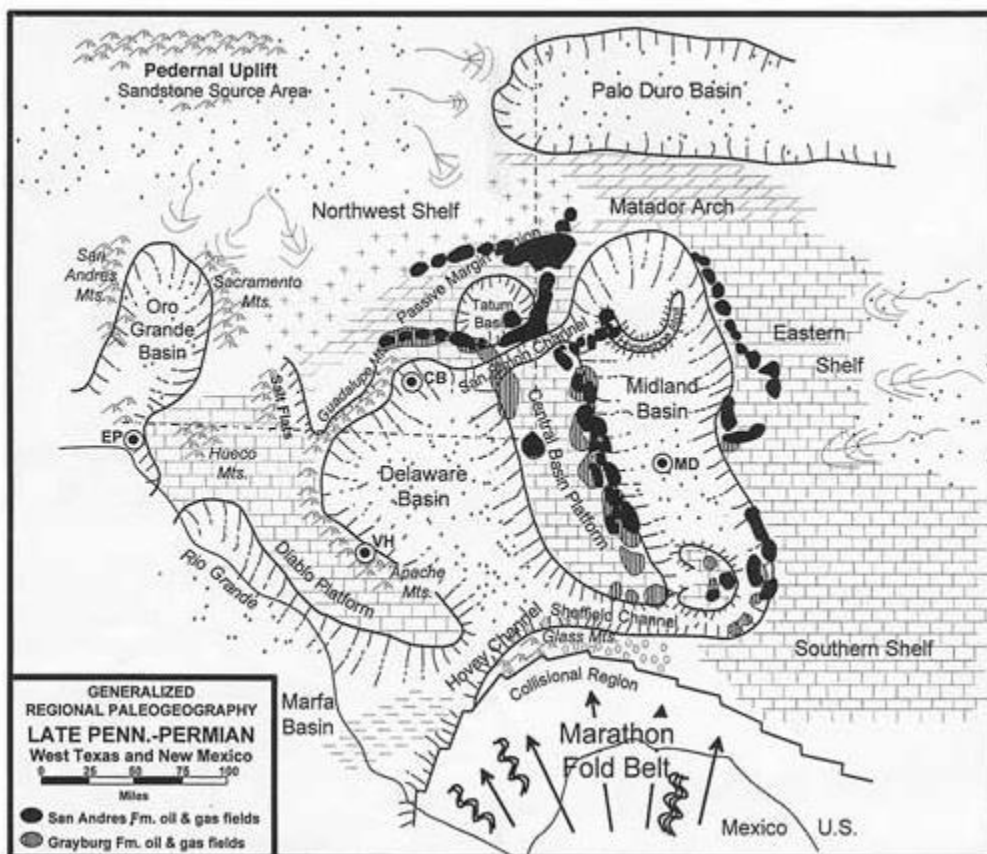 Pedernal Uplift
Sandstone Source Area
Palo Duro Basin
Northwest Shelf
Matador Arch
San
Andres
Mts.
Sacramento
Mts.
Oro
Grande
Basin
Passive Margin
Tatum
Basin
San Simon Channel
Eastern
Shelf
Guadalupe Mts.
Salt Flats
CB
Midland
Basin
EP
Hueco
Mts.
Delaware
Basin
Central Basin Platform
MD
VH
Apache
Mts.
Diablo Platform
Rio Grande
Hovey Channel
Sheffield Channel
Glass Mts.
Southern Shelf
Collisional Region
Marfa
Basin
Marathon
Fold Belt
Mexico
U.S.
GENERALIZED
REGIONAL PALEOGEOGRAPHY
LATE PENN.-PERMIAN
West Texas and New Mexico
0 25 50 75 100
Miles
San Andres Fm. oil & gas fields
Grayburg Fm. oil & gas fields